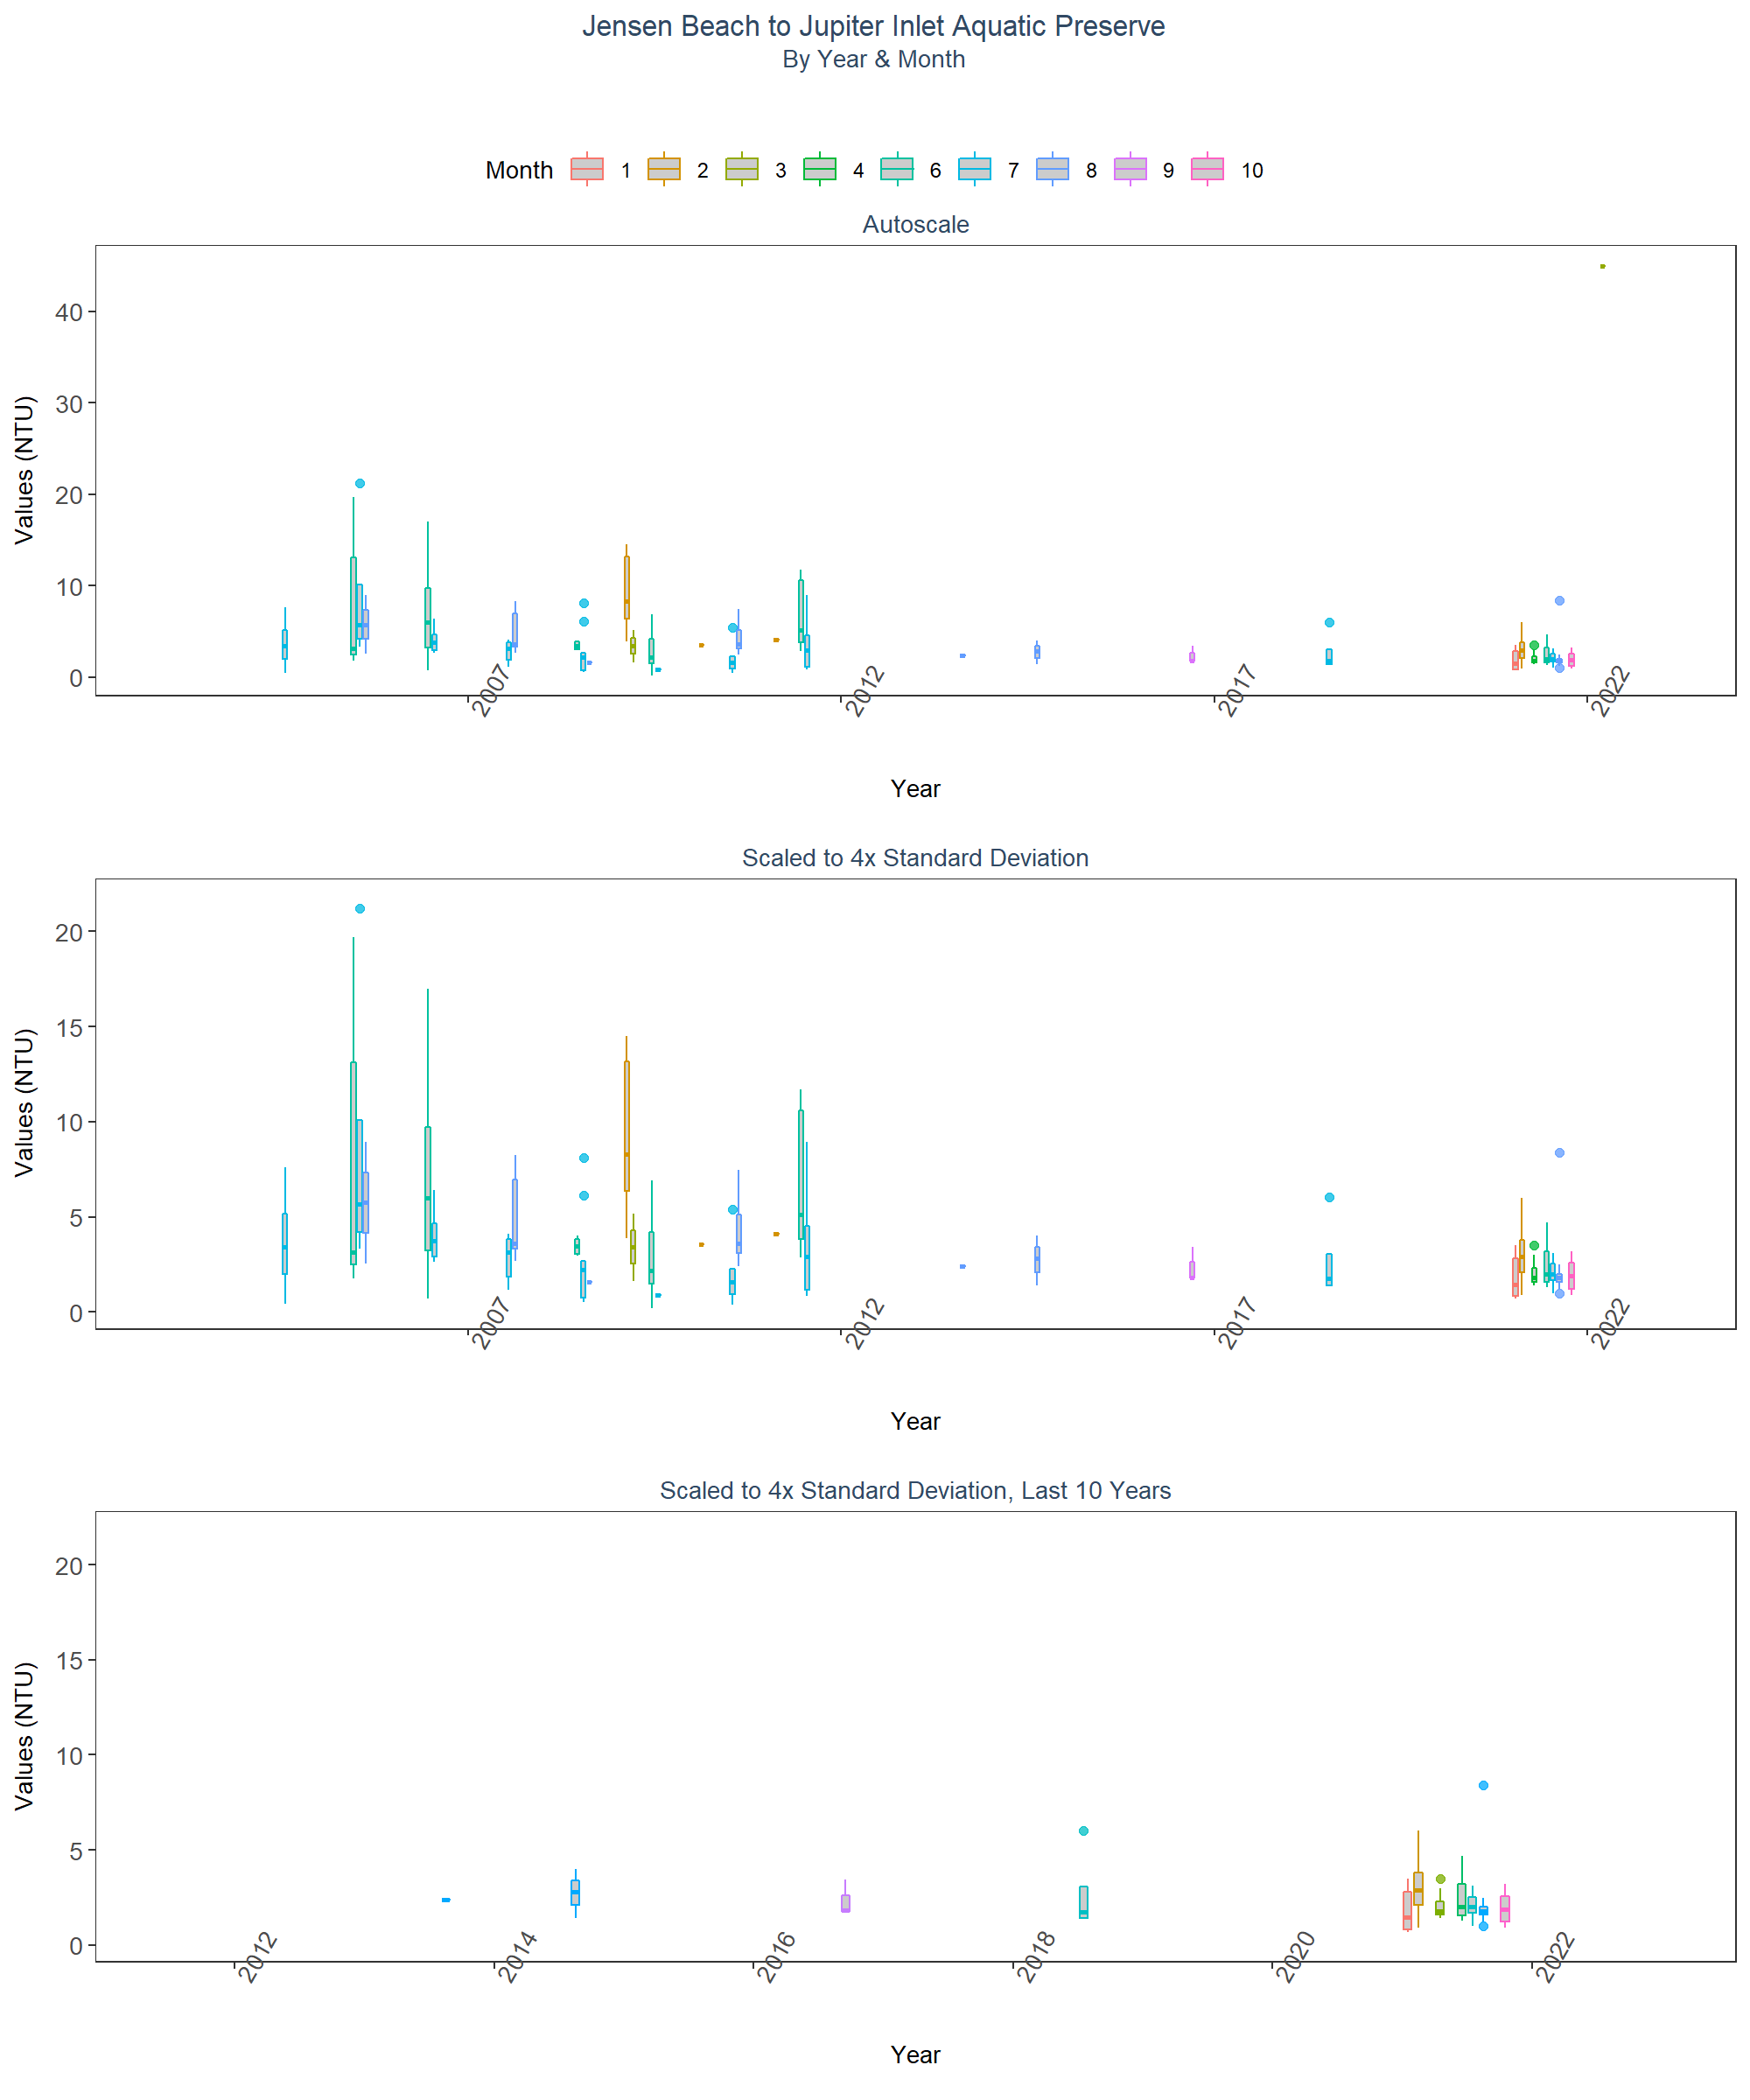 Jensen Beach to Jupiter Inlet Aquatic Preserve
By Year & Month
Month 1 2 3 4 6 7 8 9 10
Autoscale
40
30
20
10
0
Values (NTU)
2007 2012 2017 2022
Year
Scaled to 4x Standard Deviation
20
15
10
5
0
Values (NTU)
2007 2012 2017 2022
Year
Scaled to 4x Standard Deviation, Last 10 Years
20
15
10
5
0
Values (NTU)
2012 2014 2016 2018 2020 2022
Year